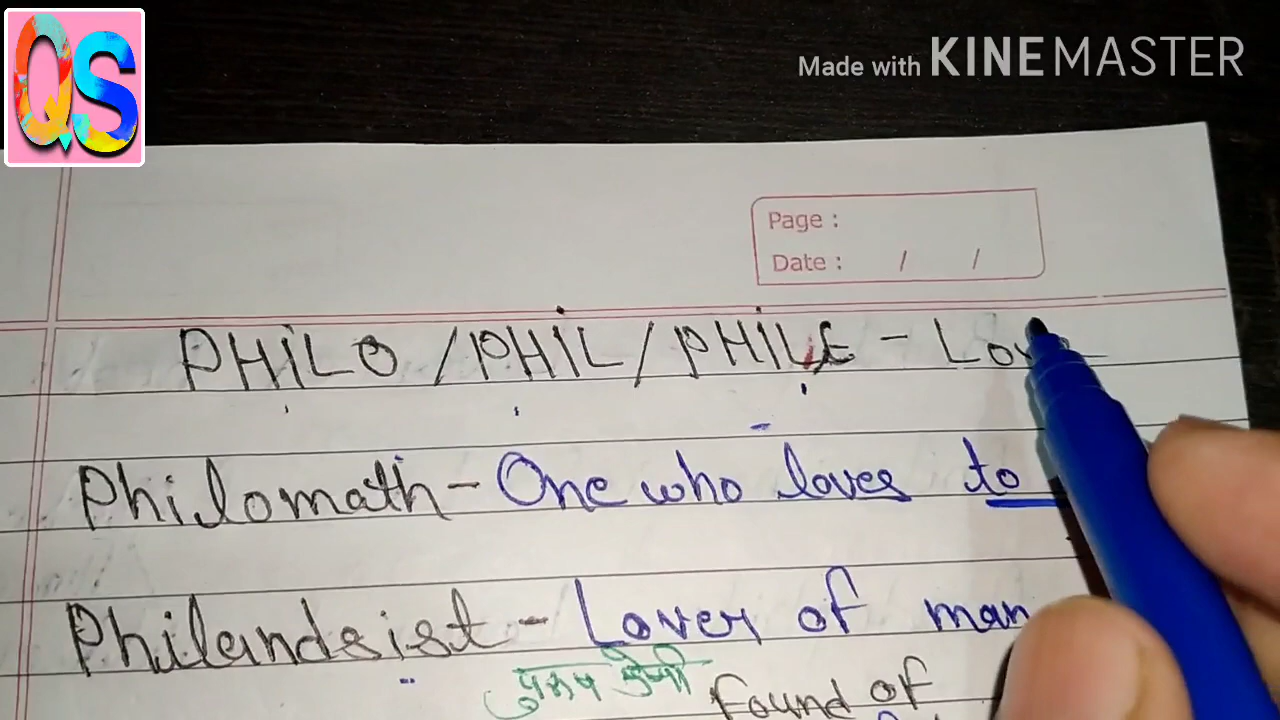 QS
Made with KINEMASTER
Page :
Date : / /
PHiLO / PHiL / PHiLE - Love
Philomath - One who loves to
Philandsist - Lover of man
पुरुष प्रेमी
Found of